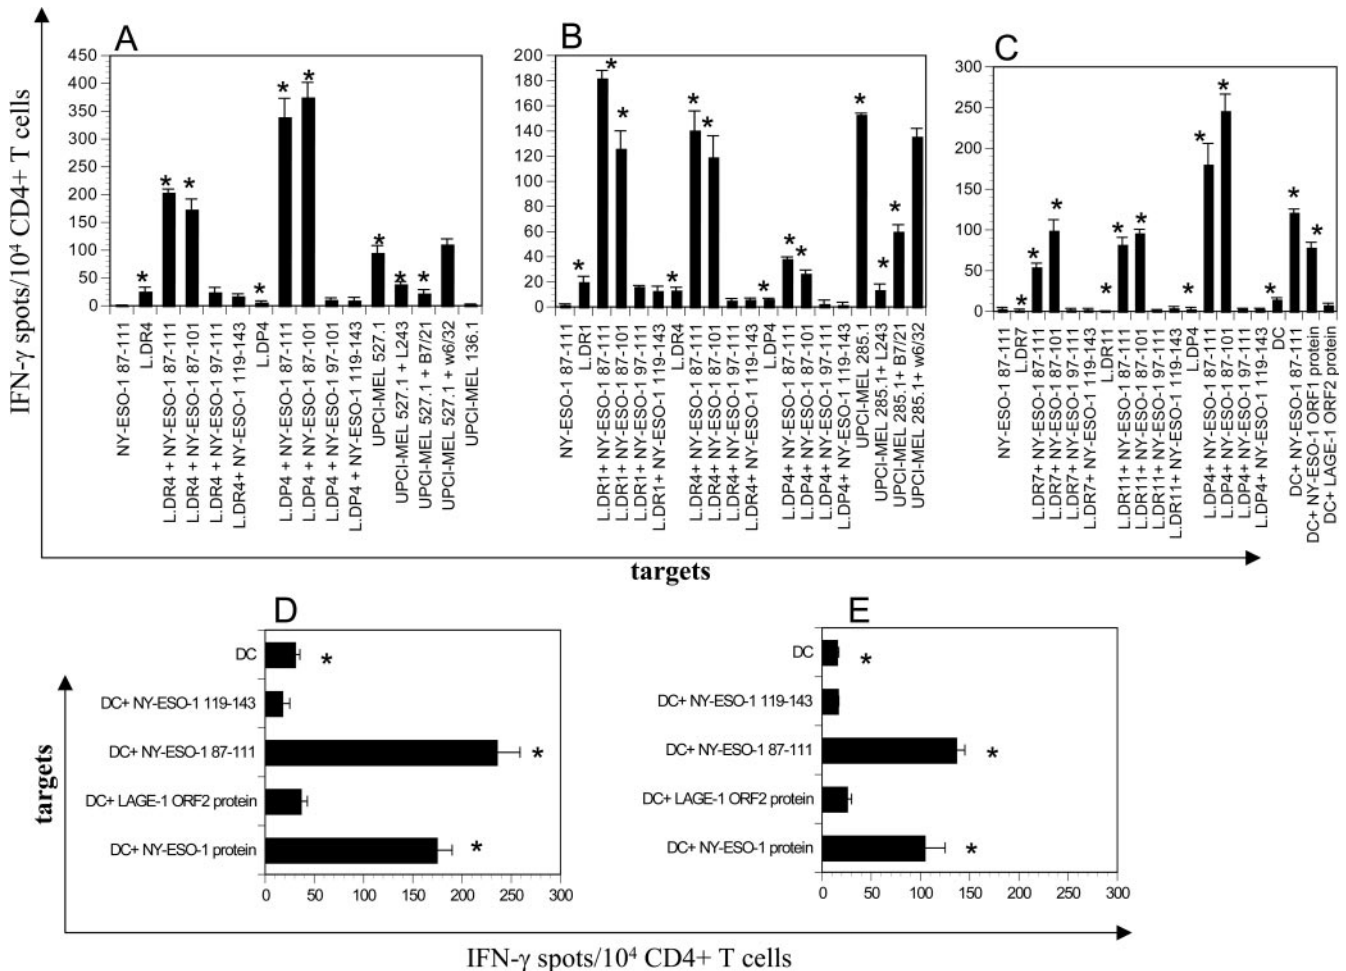 A
B
C
IFN-γ spots/10⁴ CD4+ T cells
450
400
350
300
250
200
150
100
50
0
* * * * * * * * *
NY-ESO-1 87-111
L.DR4
L.DR4 + NY-ESO-1 87-111
L.DR4 + NY-ESO-1 87-101
L.DR4 + NY-ESO-1 97-111
L.DR4+ NY-ESO-1 119-143
L.DP4
L.DP4 + NY-ESO-1 87-111
L.DP4 + NY-ESO-1 87-101
L.DP4 + NY-ESO-1 97-101
L.DP4 + NY-ESO-1 119-143
UPCI-MEL 527.1
UPCI-MEL 527.1 + L243
UPCI-MEL 527.1 + B7/21
UPCI-MEL 527.1 + w6/32
UPCI-MEL 136.1
200
180
160
140
120
100
80
60
40
20
0
* * * * * * * * * * * *
NY-ESO-1 87-111
L.DR1
L.DR1+ NY-ESO-1 87-111
L.DR1+ NY-ESO-1 87-101
L.DR1+ NY-ESO-1 97-111
L.DR1+ NY-ESO-1 119-143
L.DR4
L.DR4+ NY-ESO-1 87-111
L.DR4+ NY-ESO-1 87-101
L.DR4+ NY-ESO-1 97-111
L.DR4+ NY-ESO-1 119-143
L.DP4
L.DP4+ NY-ESO-1 87-111
L.DP4+ NY-ESO-1 87-101
L.DP4+ NY-ESO-1 97-111
L.DP4+ NY-ESO-1 119-143
UPCI-MEL 285.1
UPCI-MEL 285.1+ L243
UPCI-MEL 285.1+ B7/21
UPCI-MEL 285.1+ w6/32
300
250
200
150
100
50
0
* * * * * * * * * * * *
NY-ESO-1 87-111
L.DR7
L.DR7+ NY-ESO-1 87-111
L.DR7+ NY-ESO-1 87-101
L.DR7+ NY-ESO-1 97-111
L.DR7+ NY-ESO-1 119-143
L.DR11
L.DR11+ NY-ESO-1 87-111
L.DR11+ NY-ESO-1 87-101
L.DR11+ NY-ESO-1 97-111
L.DR11+ NY-ESO-1 119-143
L.DP4
L.DP4+ NY-ESO-1 87-111
L.DP4+ NY-ESO-1 87-101
L.DP4+ NY-ESO-1 97-111
L.DP4+ NY-ESO-1 119-143
DC
DC+ NY-ESO-1 87-111
DC+ NY-ESO-1 ORF1 protein
DC+ LAGE-1 ORF2 protein
targets
D
targets
DC *
DC+ NY-ESO-1 119-143
DC+ NY-ESO-1 87-111 *
DC+ LAGE-1 ORF2 protein
DC+ NY-ESO-1 protein *
0 50 100 150 200 250 300
E
DC *
DC+ NY-ESO-1 119-143
DC+ NY-ESO-1 87-111 *
DC+ LAGE-1 ORF2 protein
DC+ NY-ESO-1 protein *
0 50 100 150 200 250 300
IFN-γ spots/10⁴ CD4+ T cells